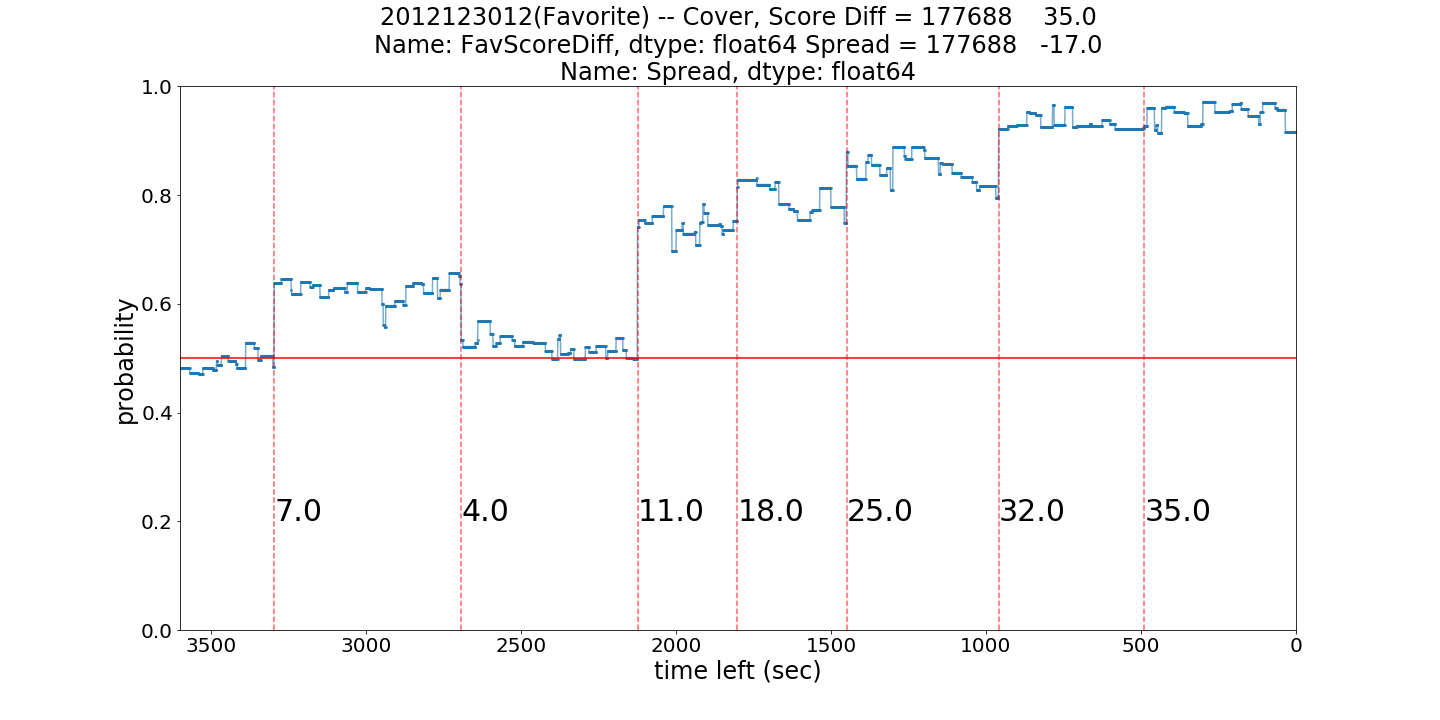 2012123012(Favorite) -- Cover, Score Diff = 177688    35.0
Name: FavScoreDiff, dtype: float64 Spread = 177688   -17.0
Name: Spread, dtype: float64
1.0
0.8
0.6
0.4
0.2
0.0
probability
7.0 4.0 11.0 18.0 25.0 32.0 35.0
3500 3000 2500 2000 1500 1000 500 0
time left (sec)